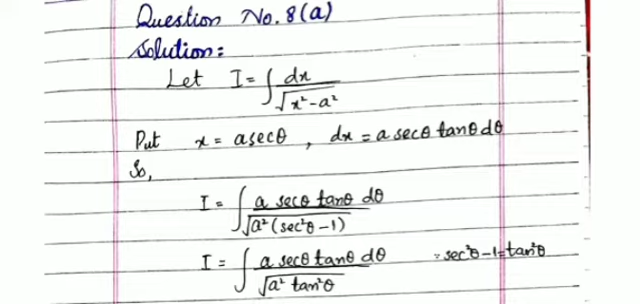 Question No. 8(a)
Solution:
Let I = ∫ dx / √(x² - a²)
Put x = a secθ , dx = a secθ tanθ dθ
So,
I = ∫ a secθ tanθ dθ / √(a² (sec²θ - 1))
I = ∫ a secθ tanθ dθ / √(a² tan²θ) ∵ sec²θ - 1 = tan²θ